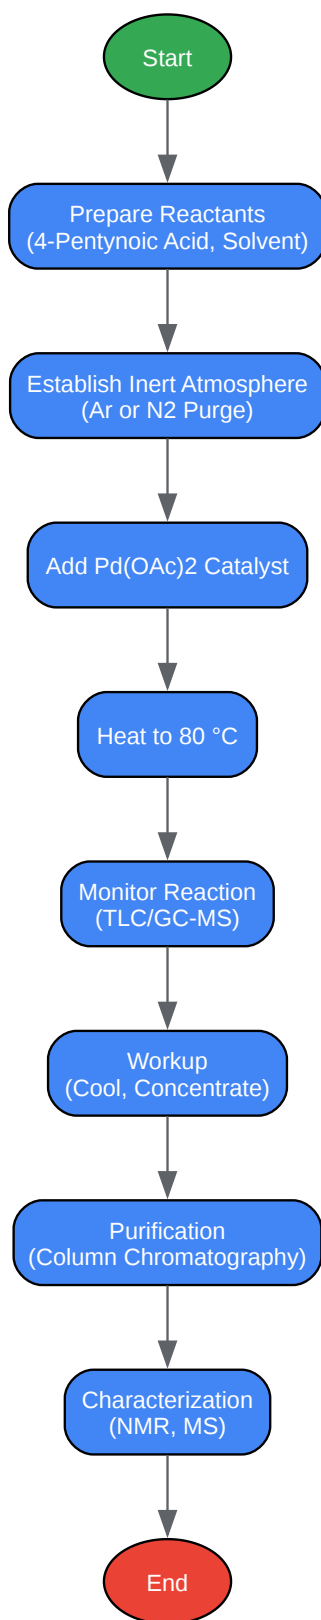 Start
Prepare Reactants
(4-Pentynoic Acid, Solvent)
Establish Inert Atmosphere
(Ar or N2 Purge)
Add Pd(OAc)2 Catalyst
Heat to 80 °C
Monitor Reaction
(TLC/GC-MS)
Workup
(Cool, Concentrate)
Purification
(Column Chromatography)
Characterization
(NMR, MS)
End